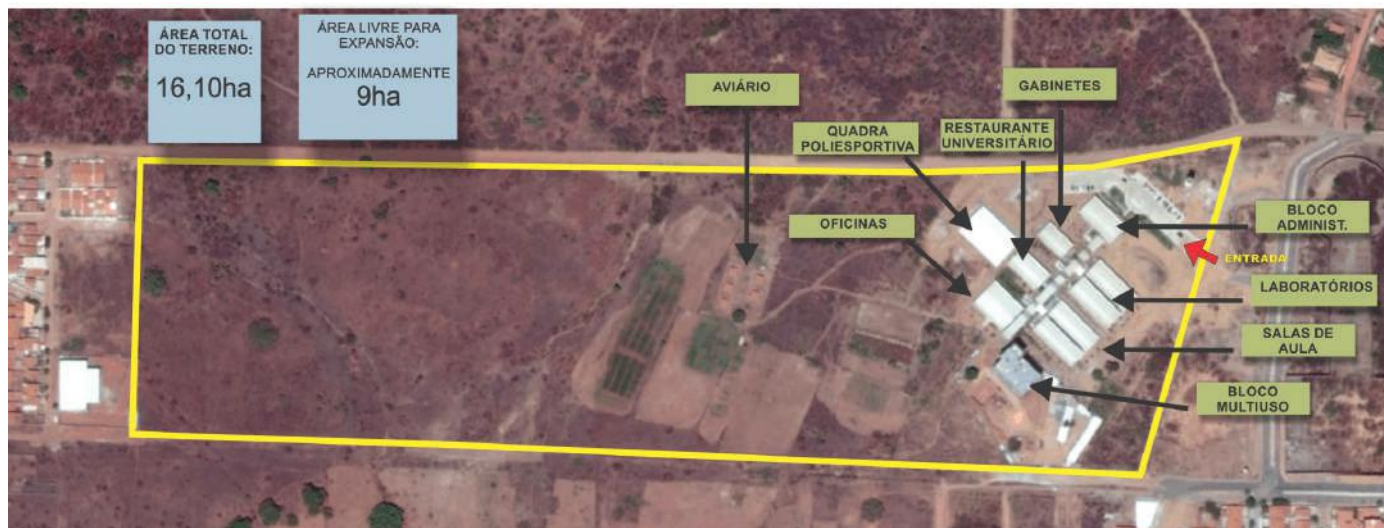 ÁREA TOTAL
DO TERRENO:
16,10ha
ÁREA LIVRE PARA
EXPANSÃO:
APROXIMADAMENTE
9ha
AVIÁRIO
GABINETES
QUADRA
POLIESPORTIVA
RESTAURANTE
UNIVERSITÁRIO
OFICINAS
BLOCO
ADMINIST.
ENTRADA
LABORATÓRIOS
SALAS DE
AULA
BLOCO
MULTIUSO